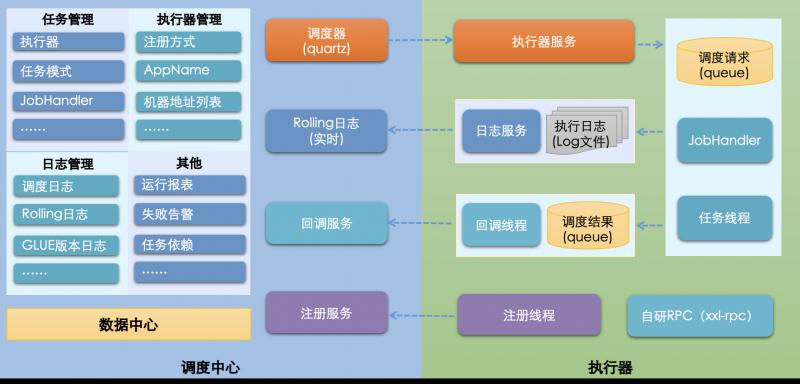 任务管理
执行器
任务模式
JobHandler
……
执行器管理
注册方式
AppName
机器地址列表
……
日志管理
调度日志
Rolling日志
GLUE版本日志
……
其他
运行报表
失败告警
任务依赖
……
数据中心
调度器
(quartz)
Rolling日志
(实时)
回调服务
注册服务
调度中心
执行器服务
日志服务
执行日志
(Log文件)
回调线程
调度结果
(queue)
注册线程
调度请求
(queue)
JobHandler
任务线程
自研RPC（xxl-rpc）
执行器